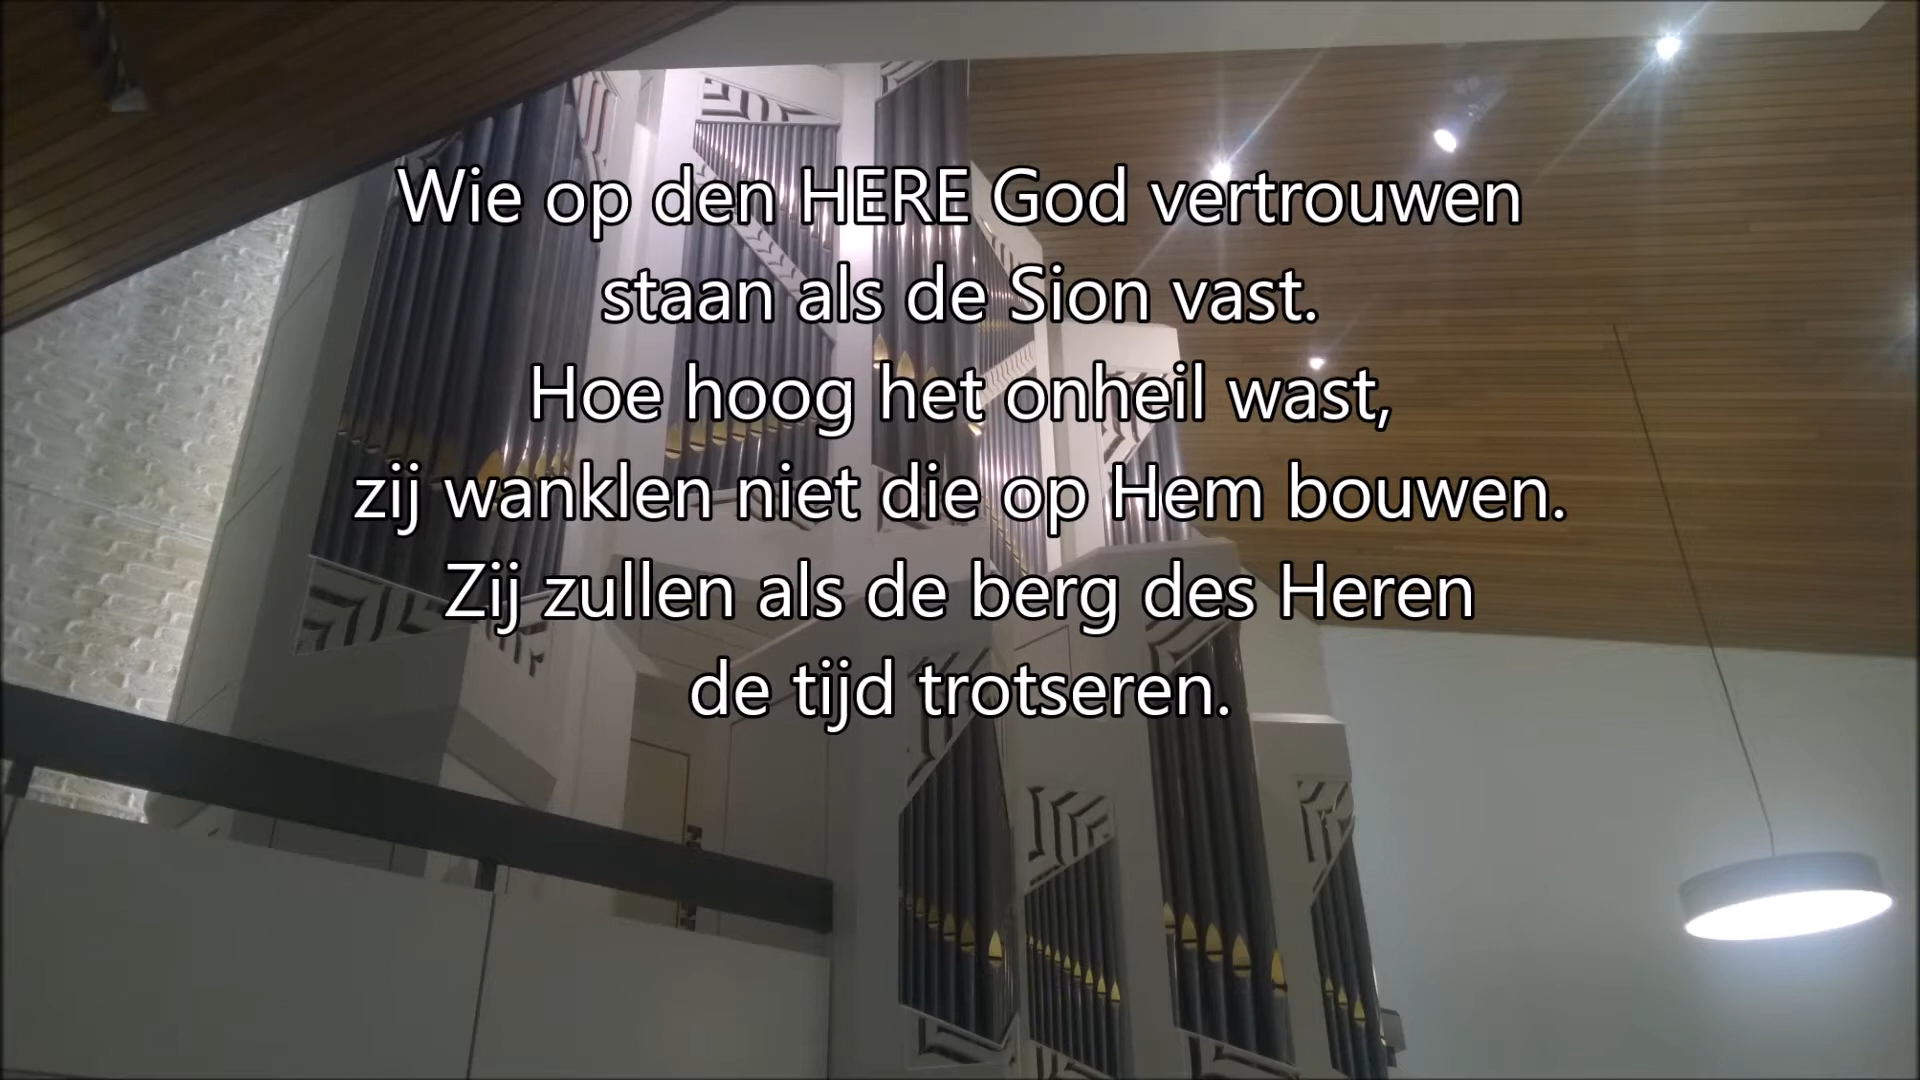 Wie op den HERE God vertrouwen
staan als de Sion vast.
Hoe hoog het onheil wast,
zij wanklen niet die op Hem bouwen.
Zij zullen als de berg des Heren
de tijd trotseren.